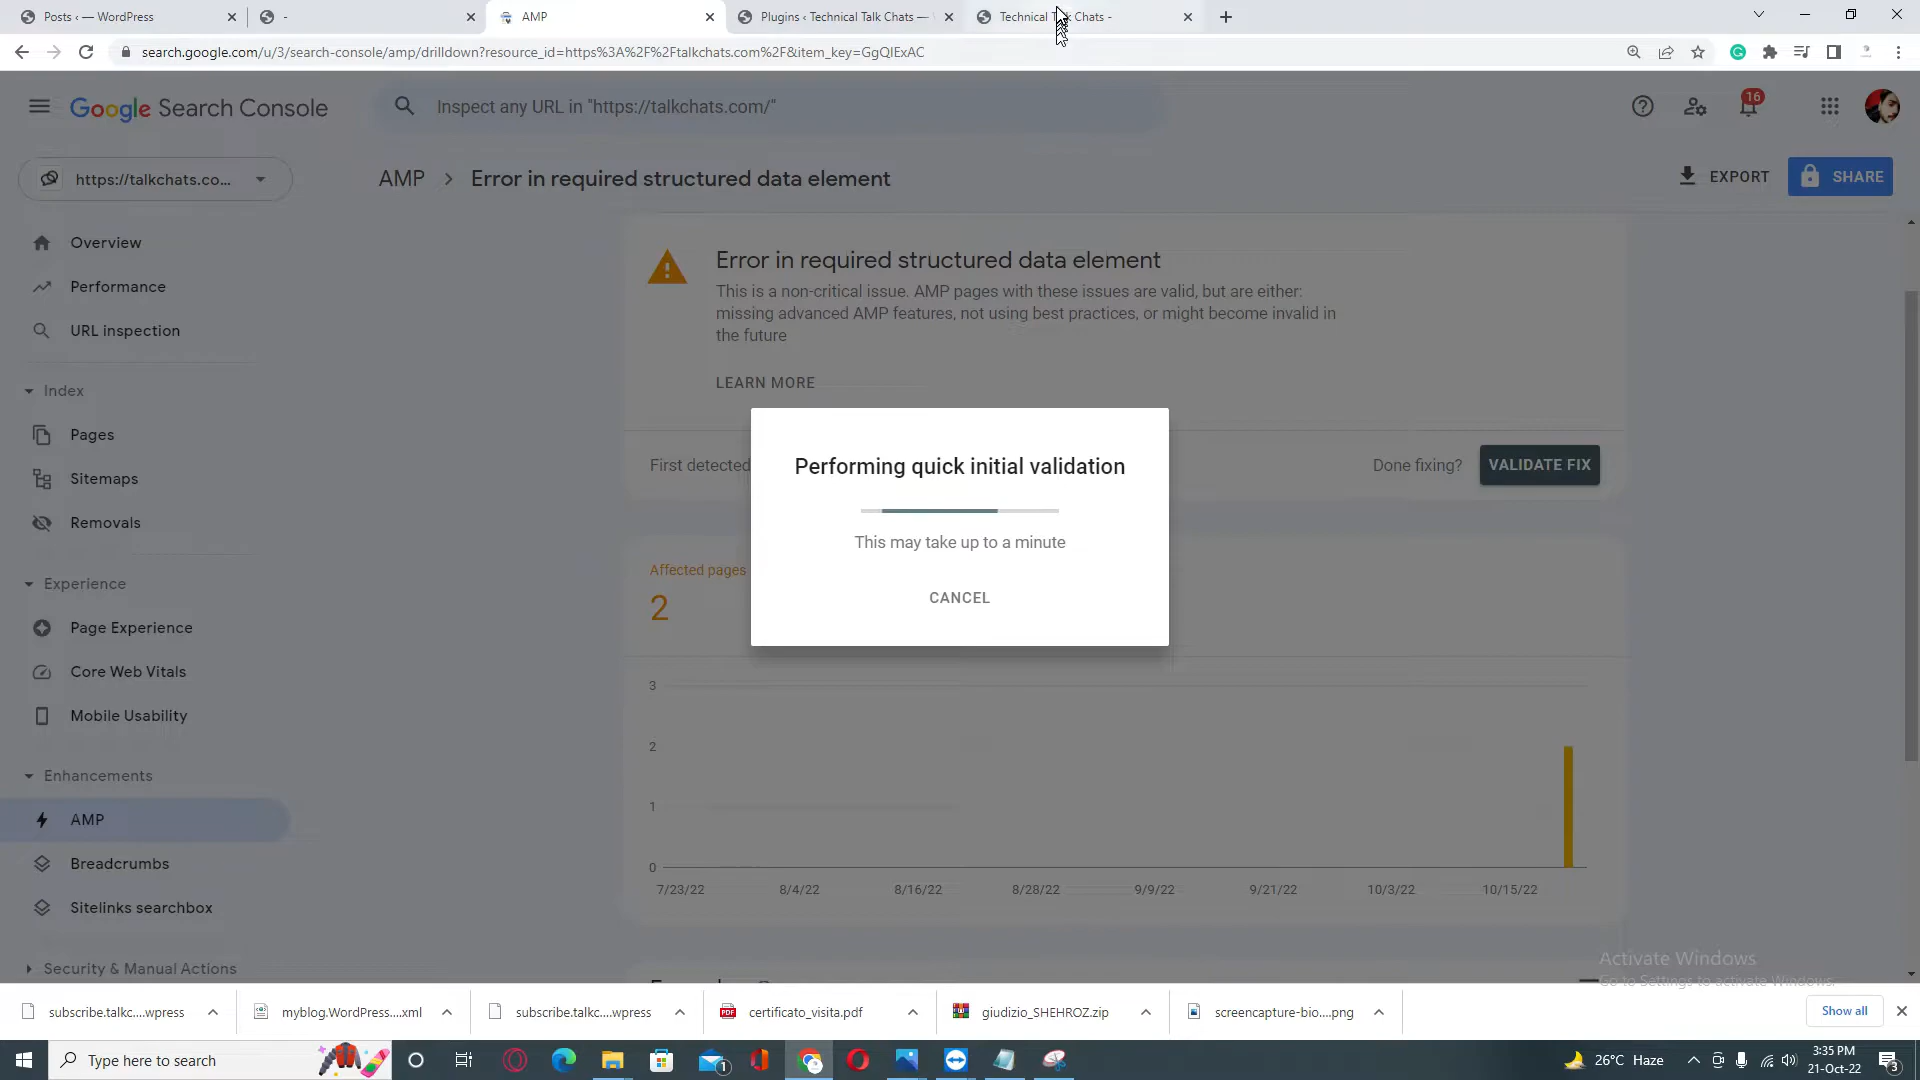 Posts ‹ — WordPress
-
AMP
Plugins ‹ Technical Talk Chats —
Technical Talk Chats -
search.google.com/u/3/search-console/amp/drilldown?resource_id=https%3A%2F%2Ftalkchats.com%2F&item_key=GgQIExAC
Google Search Console
Inspect any URL in "https://talkchats.com/"
16
https://talkchats.co...
AMP
Error in required structured data element
EXPORT
SHARE
Overview
Performance
URL inspection
Index
Pages
Sitemaps
Removals
Experience
Page Experience
Core Web Vitals
Mobile Usability
Enhancements
AMP
Breadcrumbs
Sitelinks searchbox
Security & Manual Actions
Error in required structured data element
This is a non-critical issue. AMP pages with these issues are valid, but are either:
missing advanced AMP features, not using best practices, or might become invalid in
the future
LEARN MORE
First detected
Done fixing?
VALIDATE FIX
Performing quick initial validation
This may take up to a minute
CANCEL
Affected pages
2
3
2
1
0
7/23/22
8/4/22
8/16/22
8/28/22
9/9/22
9/21/22
10/3/22
10/15/22
Activate Windows
Go to Settings to activate Windows.
subscribe.talkc....wpress
myblog.WordPress....xml
subscribe.talkc....wpress
certificato_visita.pdf
giudizio_SHEHROZ.zip
screencapture-bio....png
Show all
Type here to search
1
26°C Haze
3:35 PM
21-Oct-22
3